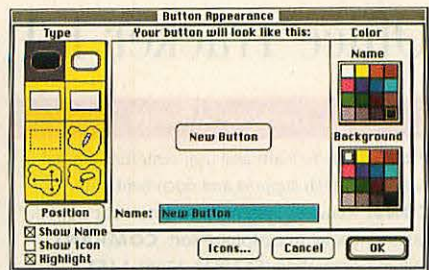 Button Appearance
Type
Your button will look like this:
Color
Name
New Button
Background
Position
Name: New Button
Show Name
Show
Highlight
Icons...
Cancel
OK